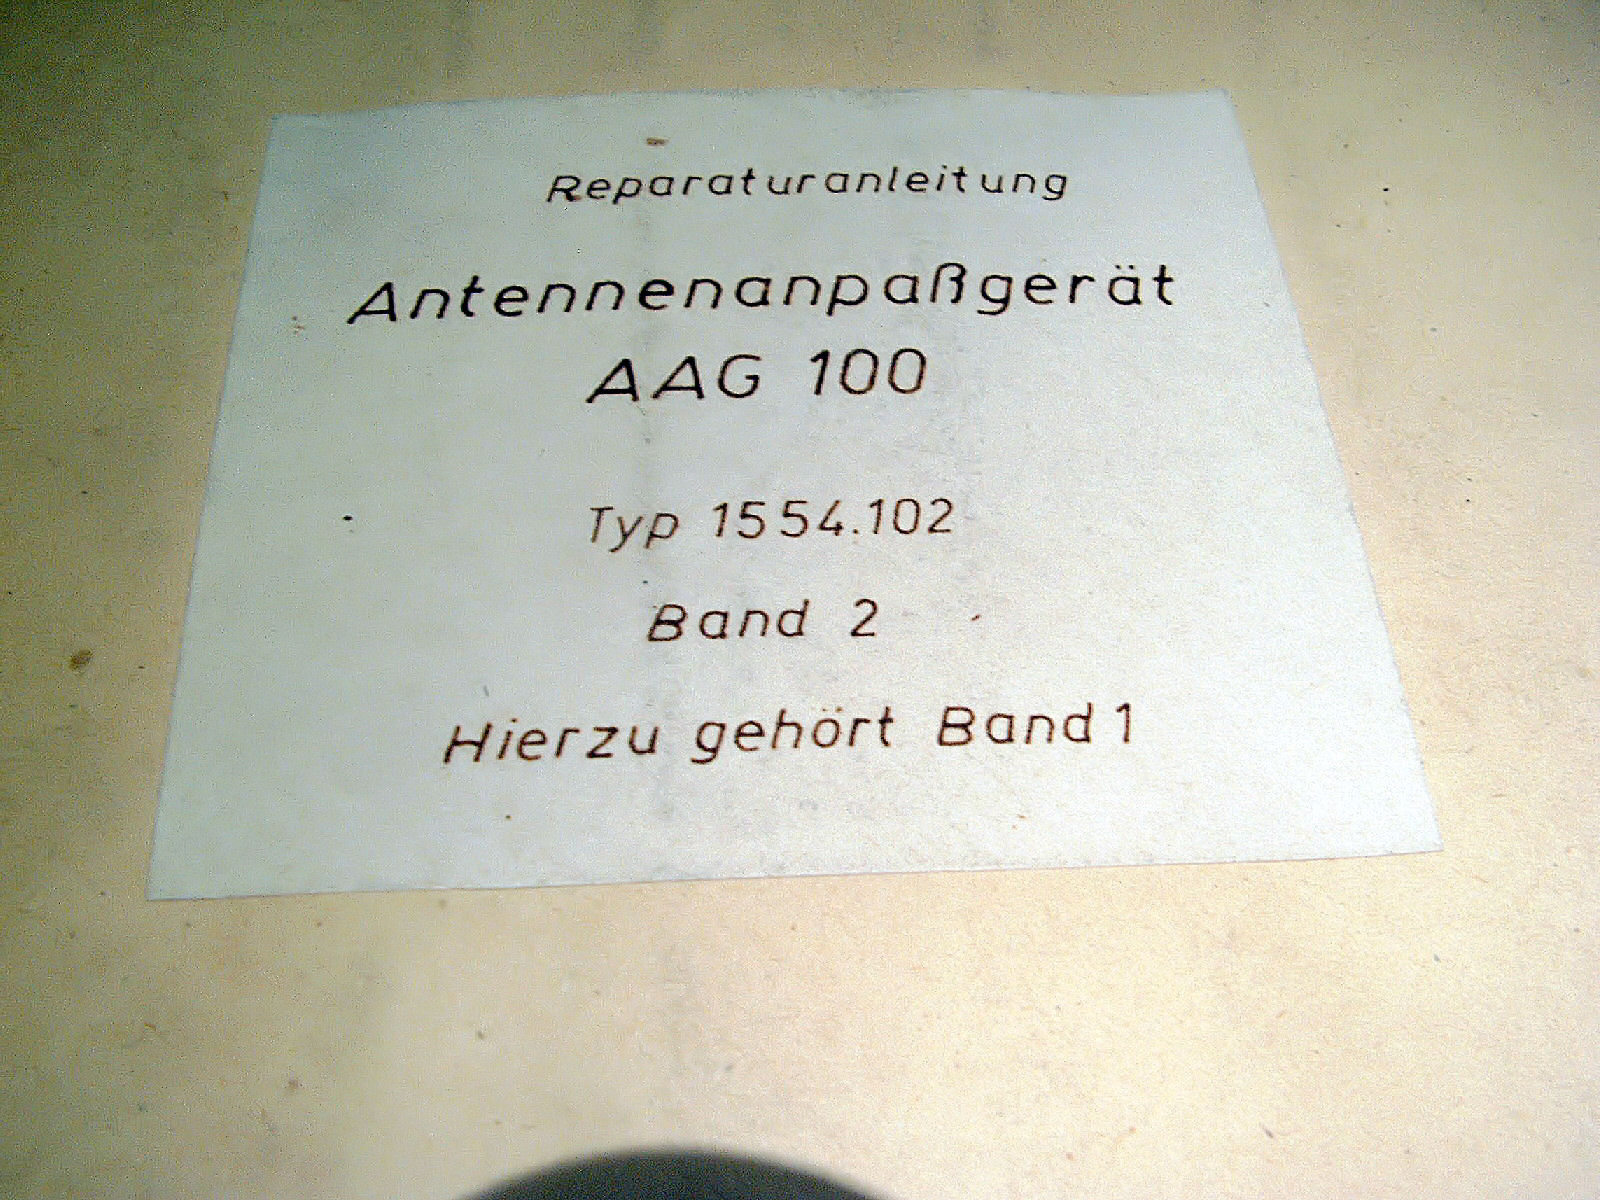 Reparaturanleitung
Antennenanpaßgerät
AAG 100
Typ 1554.102
Band 2
Hierzu gehört Band 1